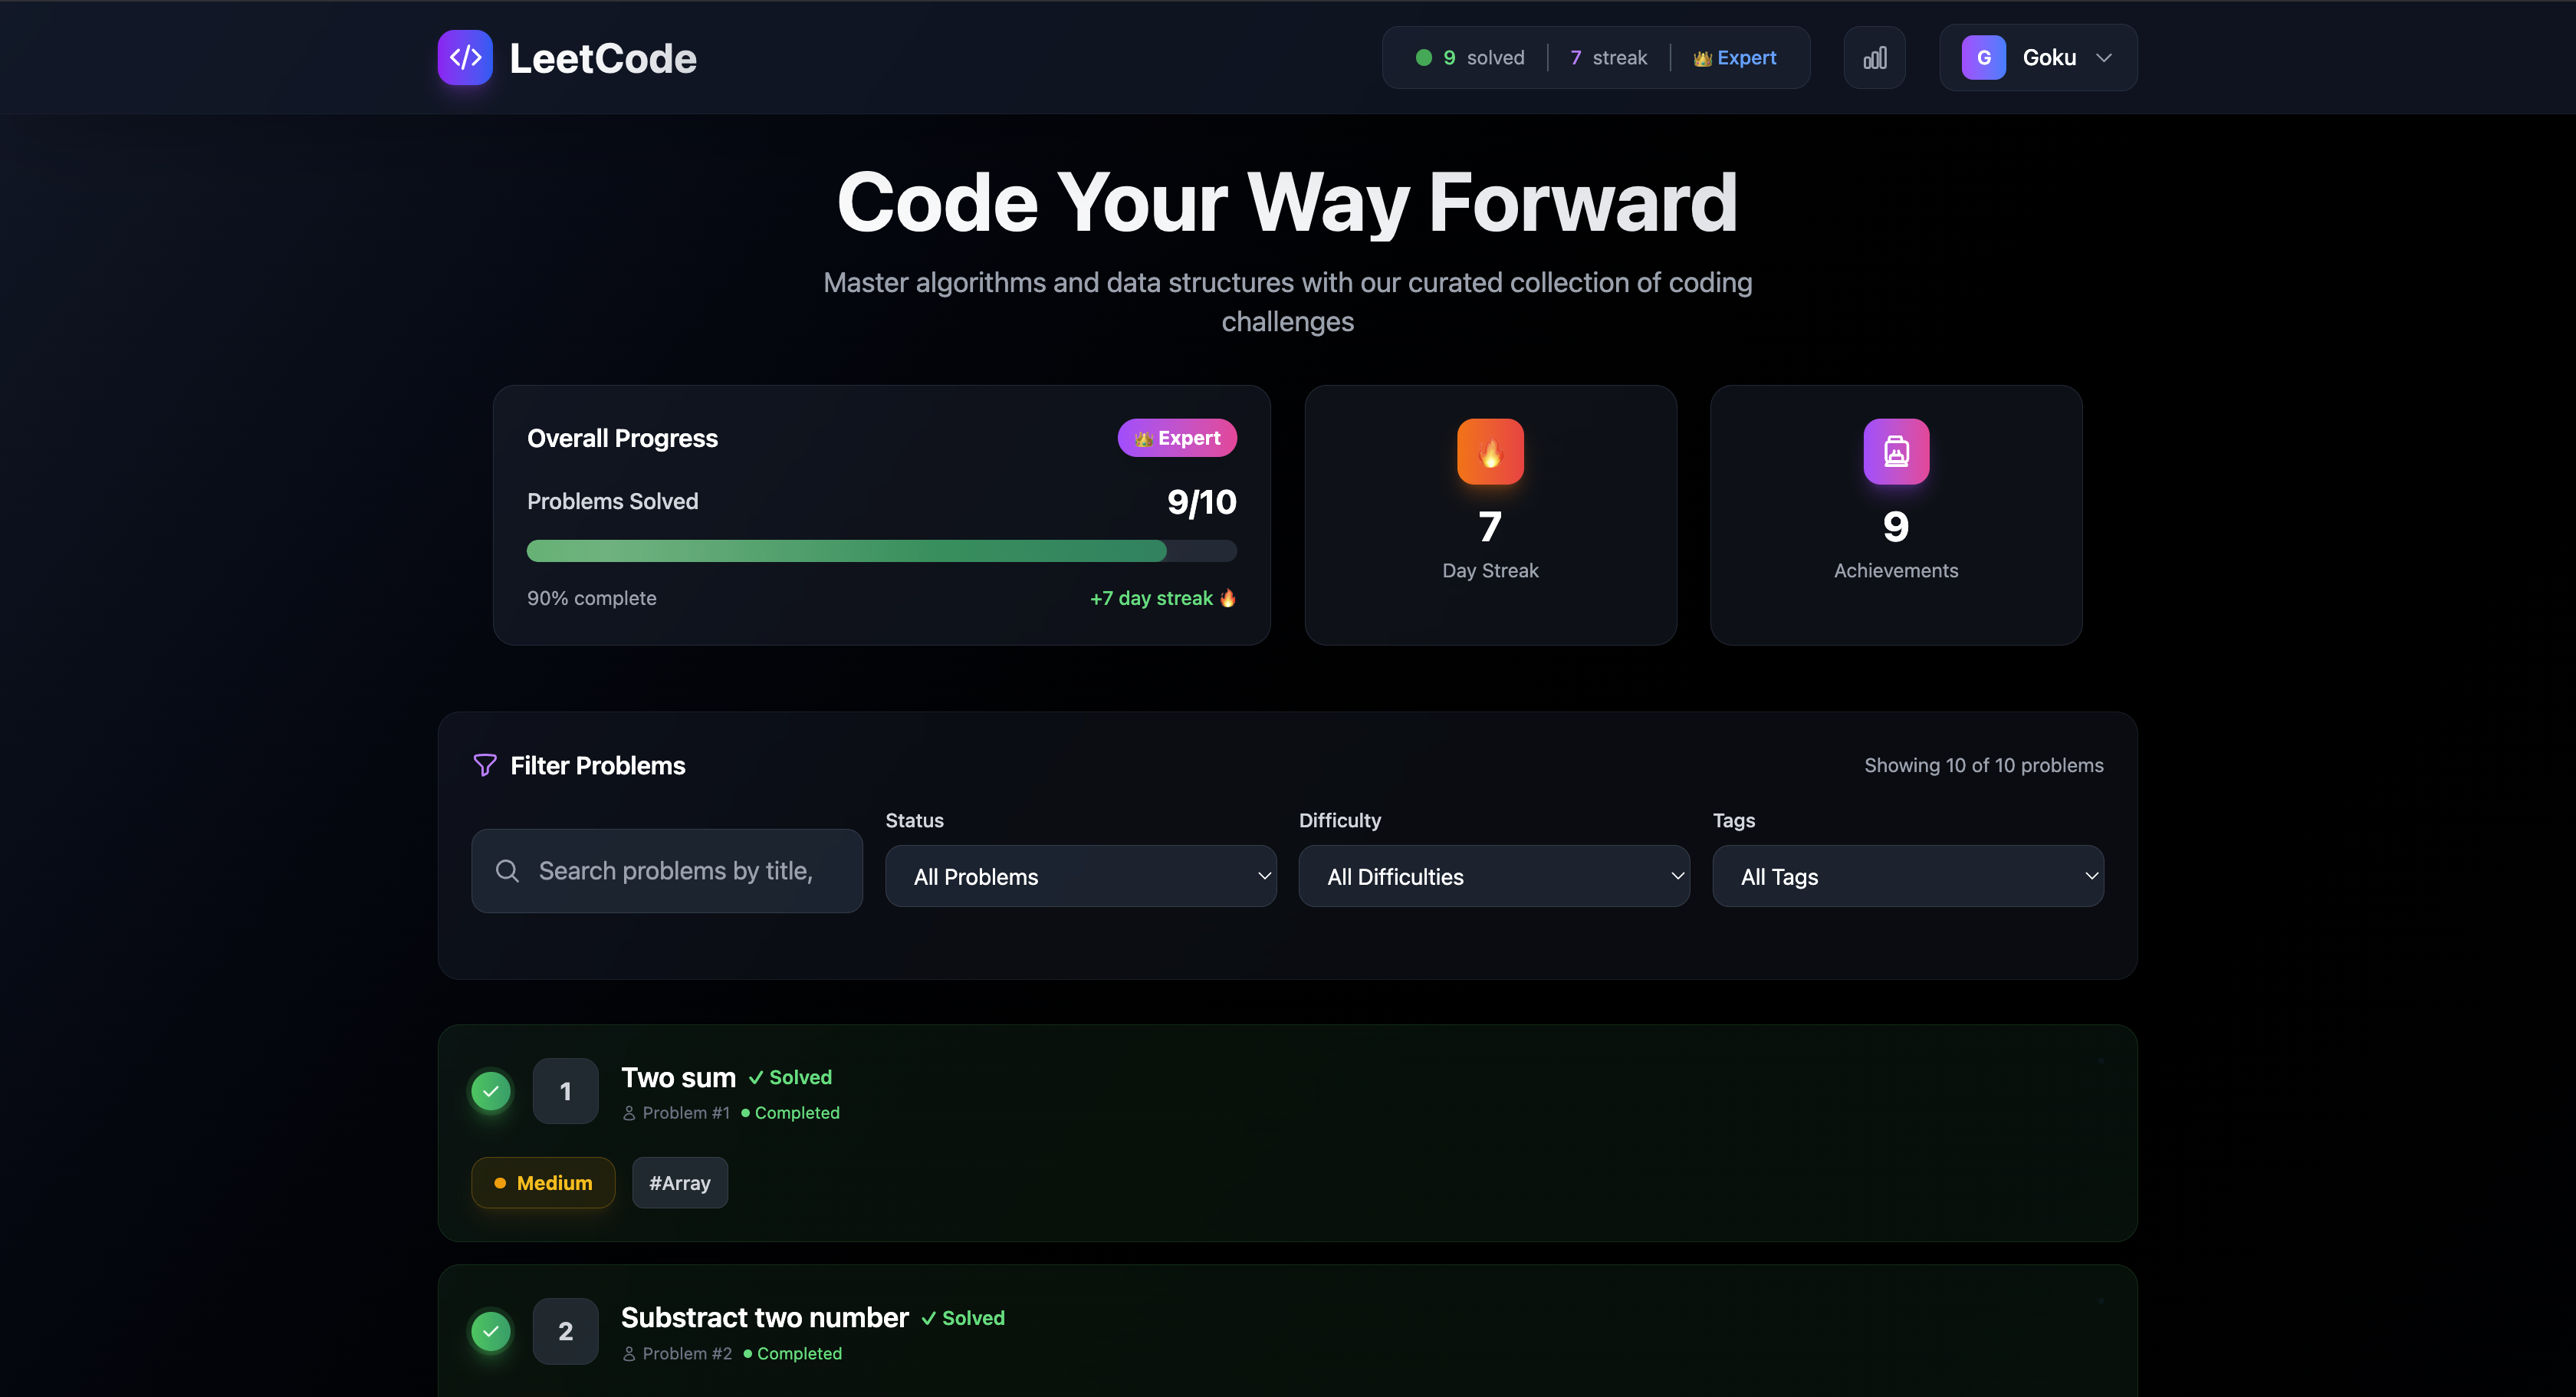 LeetCode
9 solved
7 streak
👑 Expert
G Goku
Code Your Way Forward
Master algorithms and data structures with our curated collection of coding
challenges
Overall Progress
👑 Expert
Problems Solved
9/10
90% complete
+7 day streak 🔥
7
Day Streak
9
Achievements
Filter Problems
Showing 10 of 10 problems
Search problems by title,
Status
All Problems
Difficulty
All Difficulties
Tags
All Tags
1
Two sum ✓ Solved
Problem #1 • Completed
Medium
#Array
2
Substract two number ✓ Solved
Problem #2 • Completed